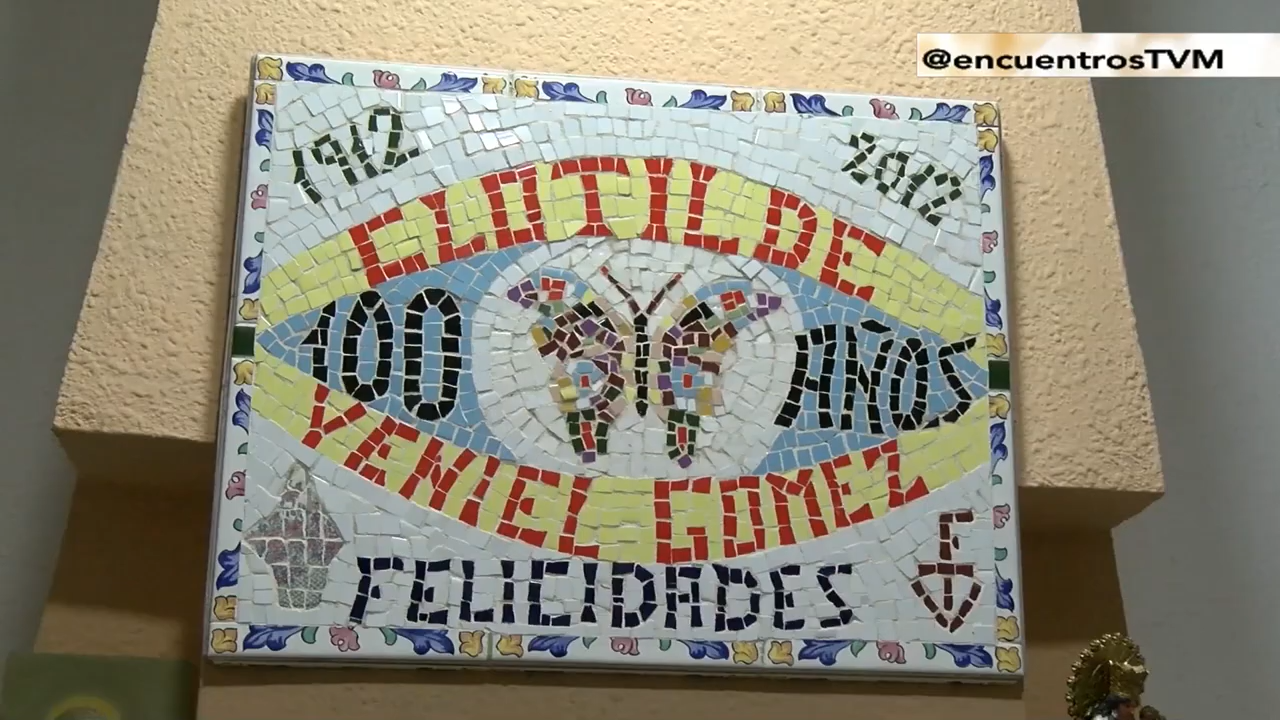 @encuentrosTVM
1912
2012
CLOTILDE
100 AÑOS
YENIEL GOMEZ
FELICIDADES